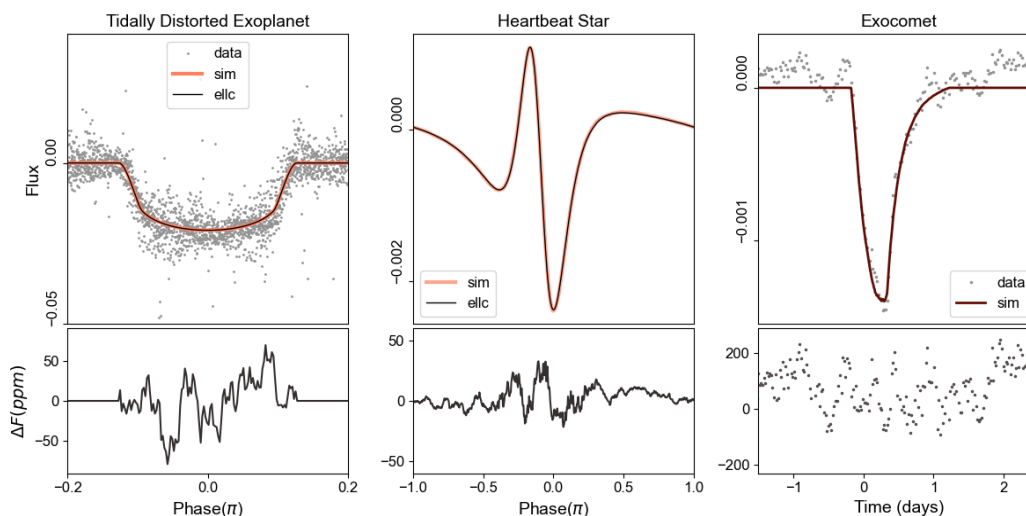 Tidally Distorted Exoplanet
Flux
0.00
−0.05
data
sim
ellc
ΔF(ppm)
50
0
−50
−0.2
0.0
0.2
Phase(π)
Heartbeat Star
0.000
−0.002
sim
ellc
50
0
−50
−1.0
−0.5
0.0
0.5
1.0
Phase(π)
Exocomet
0.000
−0.001
data
sim
200
0
−200
−1
0
1
2
Time (days)